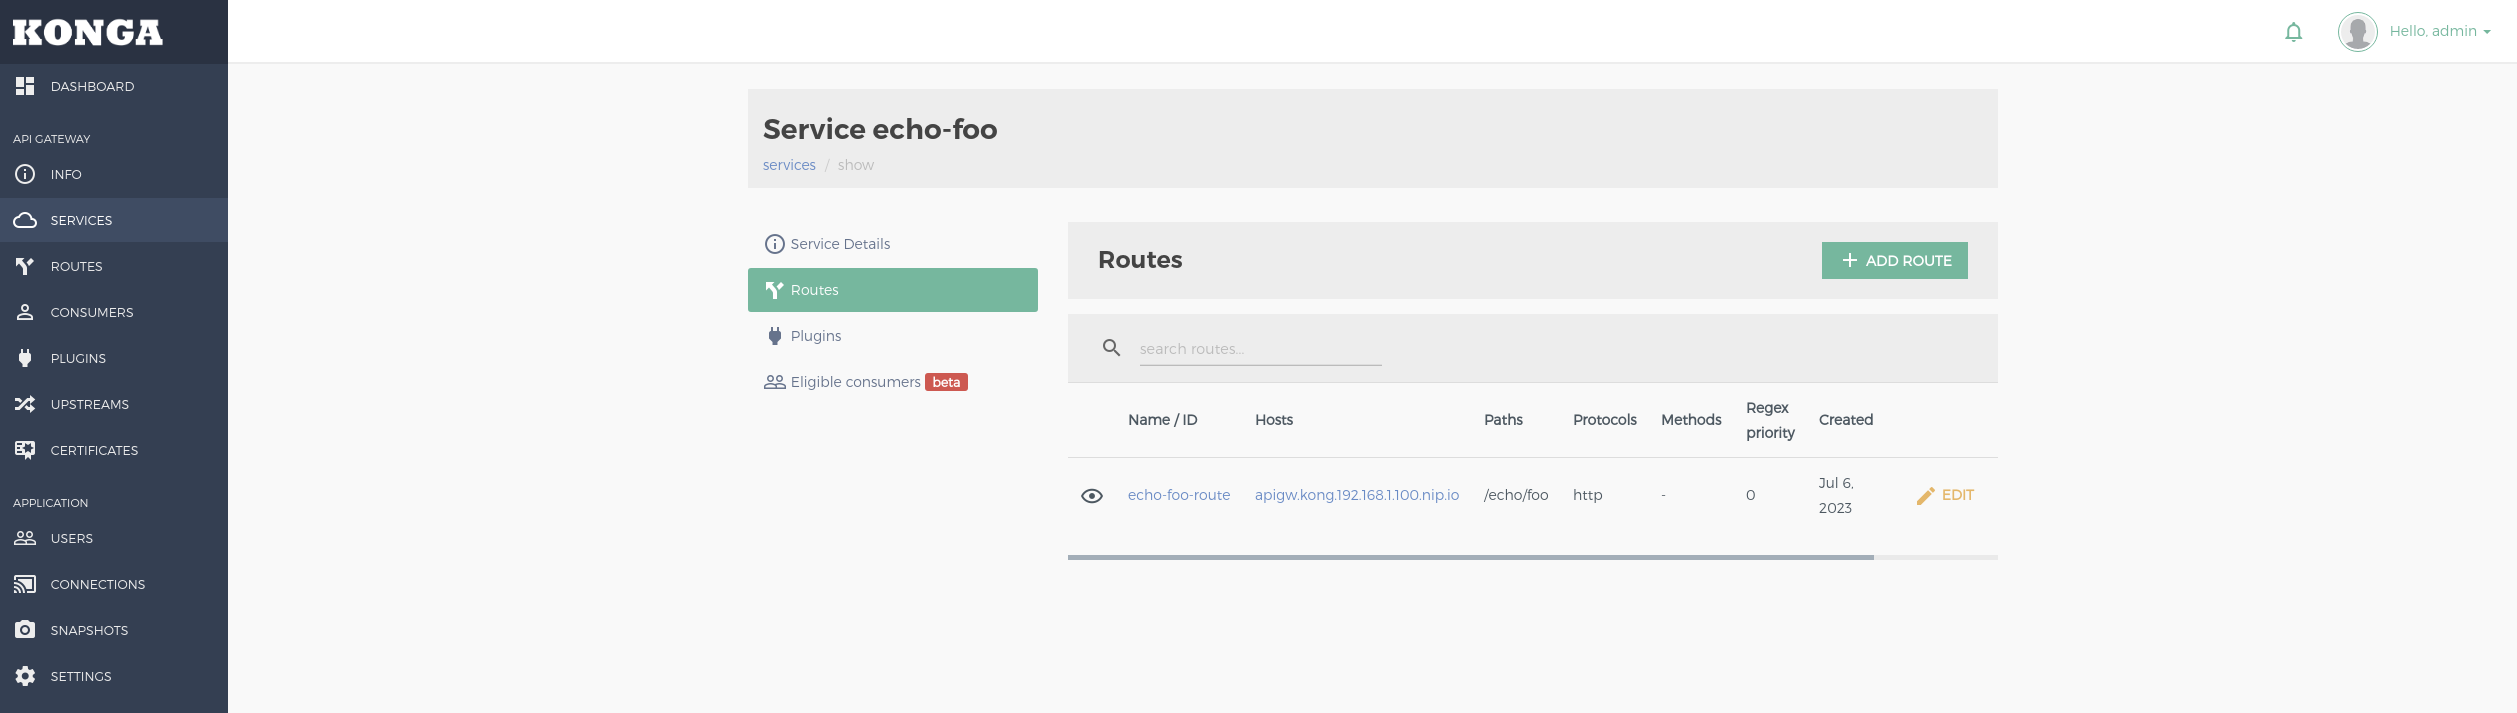 KONGA
Hello, admin
DASHBOARD
API GATEWAY
INFO
SERVICES
ROUTES
CONSUMERS
PLUGINS
UPSTREAMS
CERTIFICATES
APPLICATION
USERS
CONNECTIONS
SNAPSHOTS
SETTINGS
Service echo-foo
services / show
Service Details
Routes
Plugins
Eligible consumers beta
Routes
ADD ROUTE
search routes...
Name / ID Hosts Paths Protocols Methods Regex priority Created
echo-foo-route apigw.kong.192.168.1.100.nip.io /echo/foo http - 0 Jul 6, 2023 EDIT